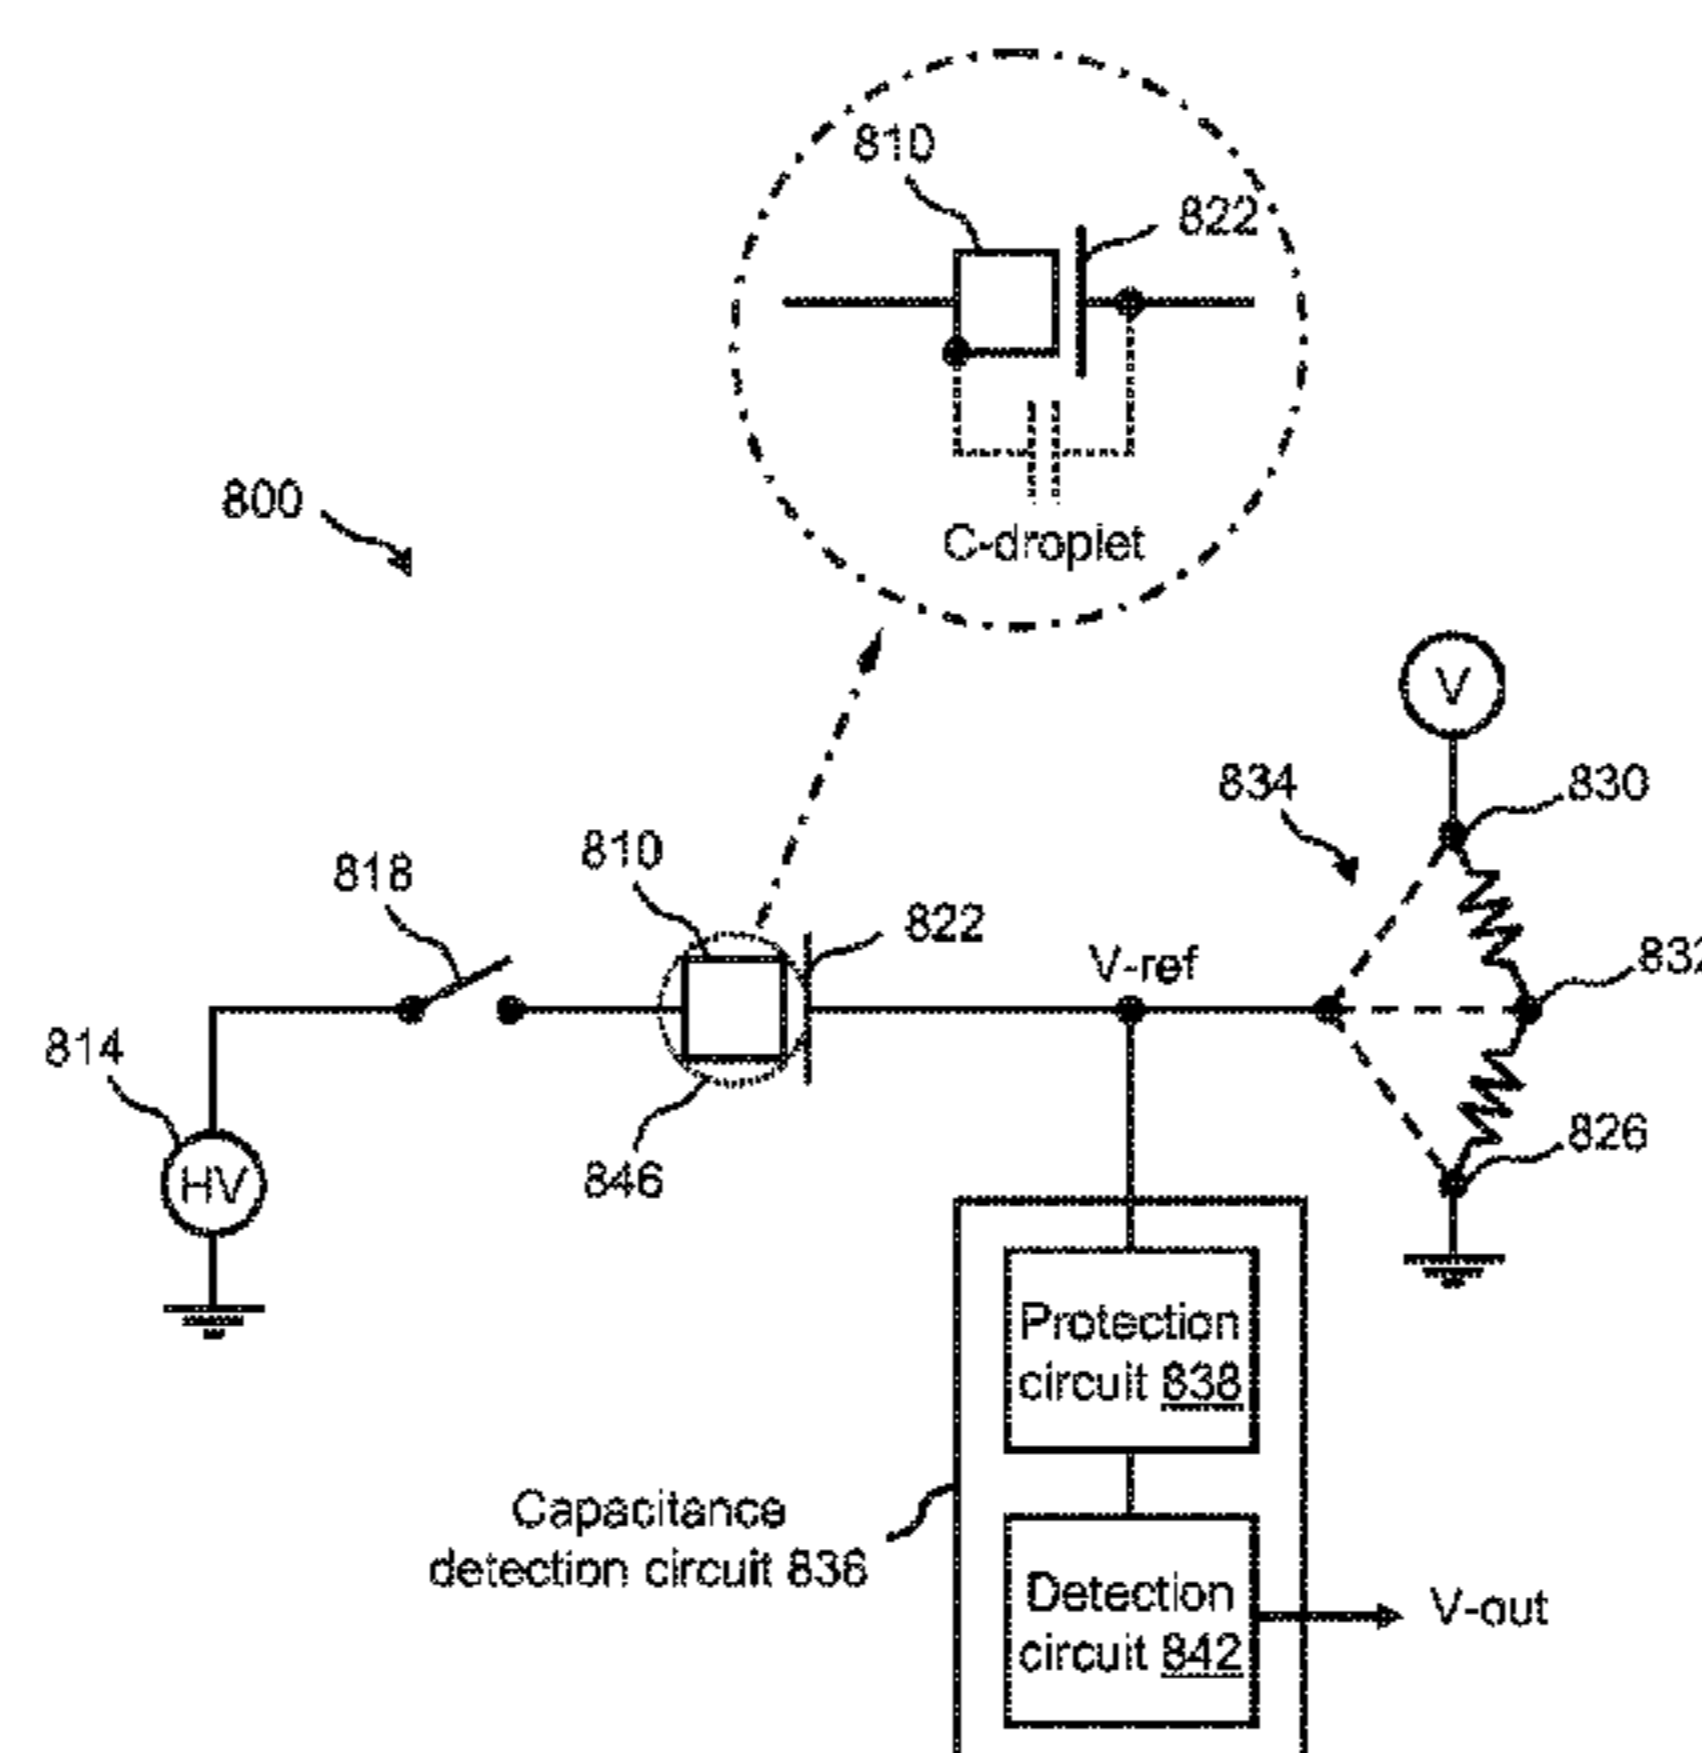 810
822
C-droplet
800
V
834
830
832
826
V-ref
822
810
818
814
HV
846
Protection
circuit 838
Capacitance
detection circuit 836
Detection
circuit 842
V-out